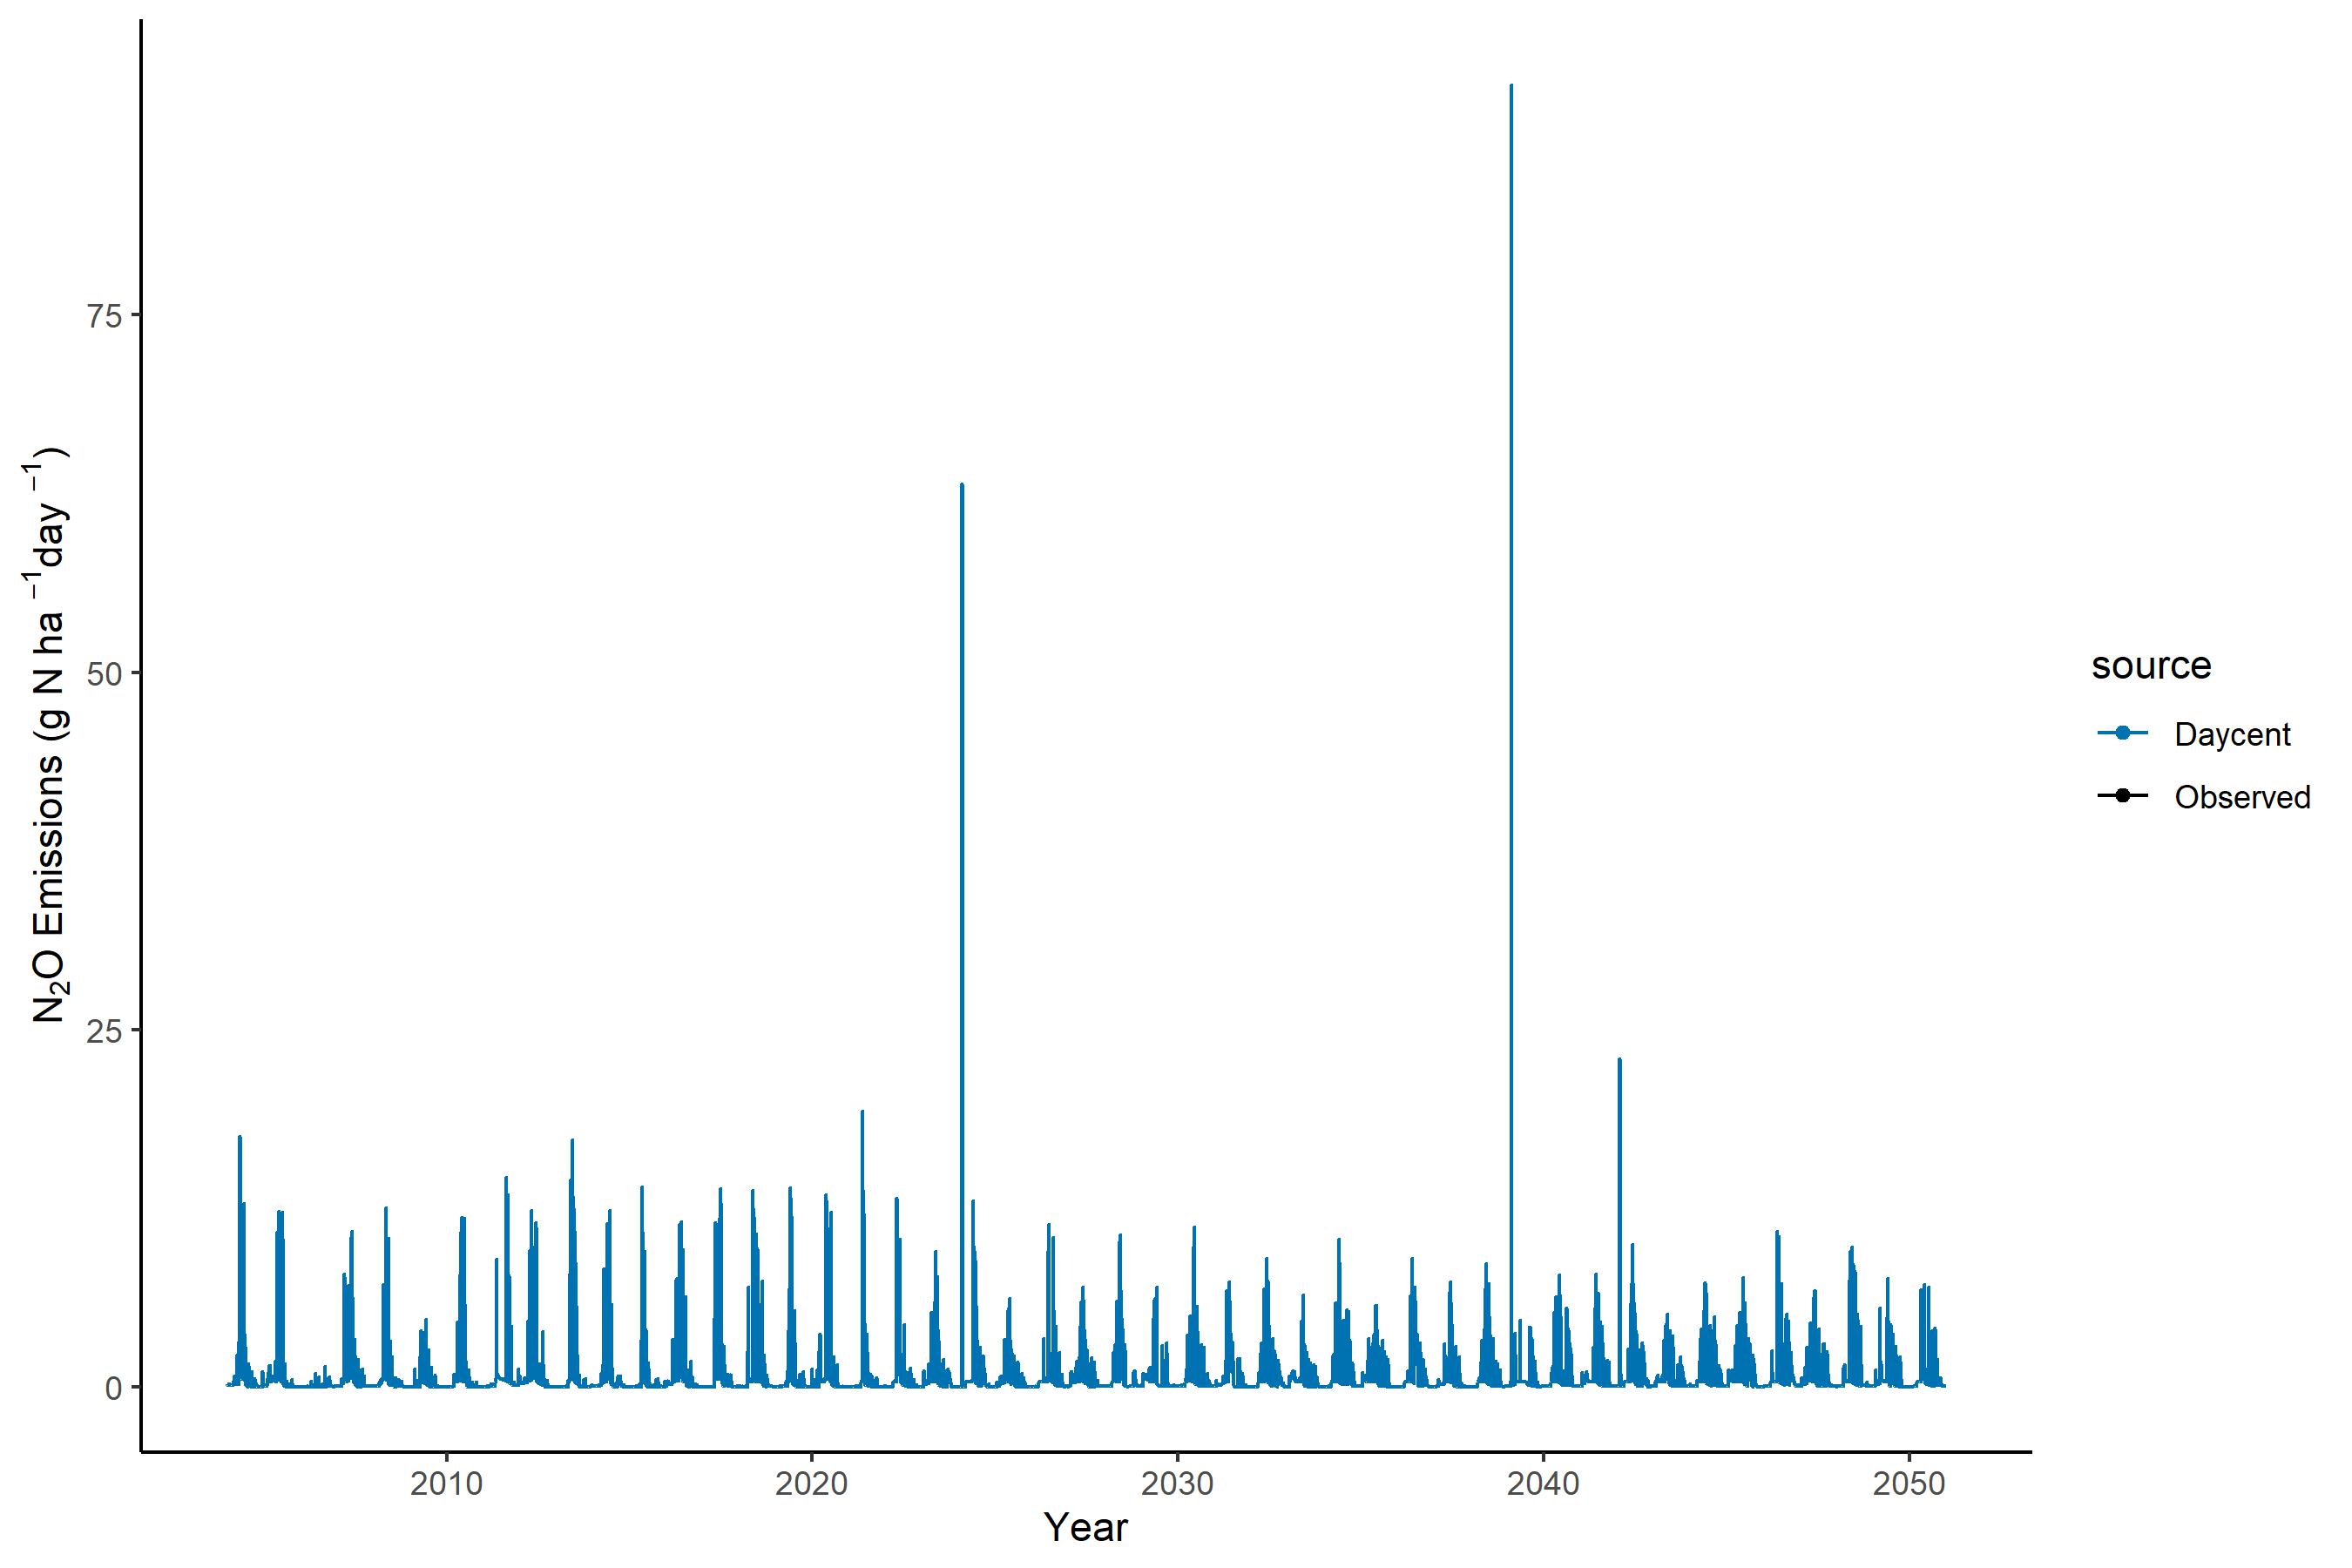 N₂O Emissions (g N ha ⁻¹day ⁻¹)
75
50
25
0
2010 2020 2030 2040 2050
Year
source
Daycent
Observed